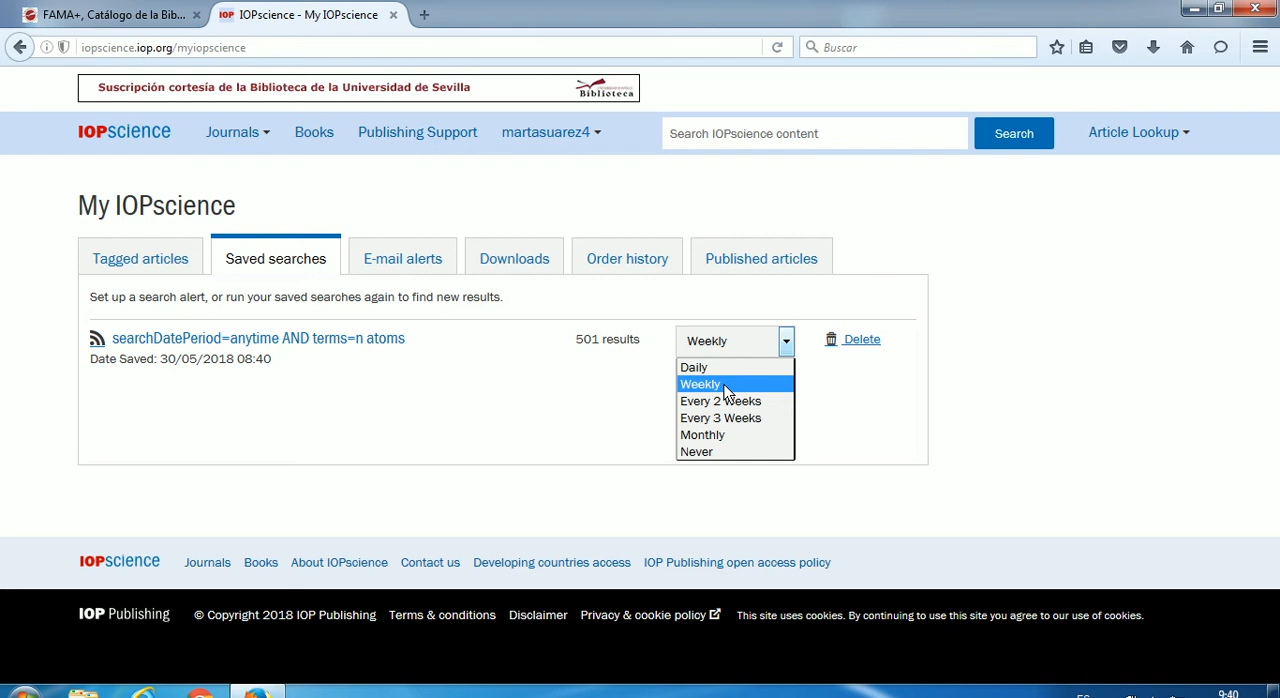 FAMA+, Catálogo de la Bib...
IOP IOPscience - My IOPscience
iopscience.iop.org/myiopscience
Buscar
Suscripción cortesía de la Biblioteca de la Universidad de Sevilla
Biblioteca
IOPscience
Journals
Books
Publishing Support
martasuarez4
Search IOPscience content
Search
Article Lookup
My IOPscience
Tagged articles
Saved searches
E-mail alerts
Downloads
Order history
Published articles
Set up a search alert, or run your saved searches again to find new results.
searchDatePeriod=anytime AND terms=n atoms
501 results
Weekly
Delete
Date Saved: 30/05/2018 08:40
Daily
Weekly
Every 2 Weeks
Every 3 Weeks
Monthly
Never
IOPscience
Journals
Books
About IOPscience
Contact us
Developing countries access
IOP Publishing open access policy
IOP Publishing
© Copyright 2018 IOP Publishing
Terms & conditions
Disclaimer
Privacy & cookie policy
This site uses cookies. By continuing to use this site you agree to our use of cookies.
ES
9:40